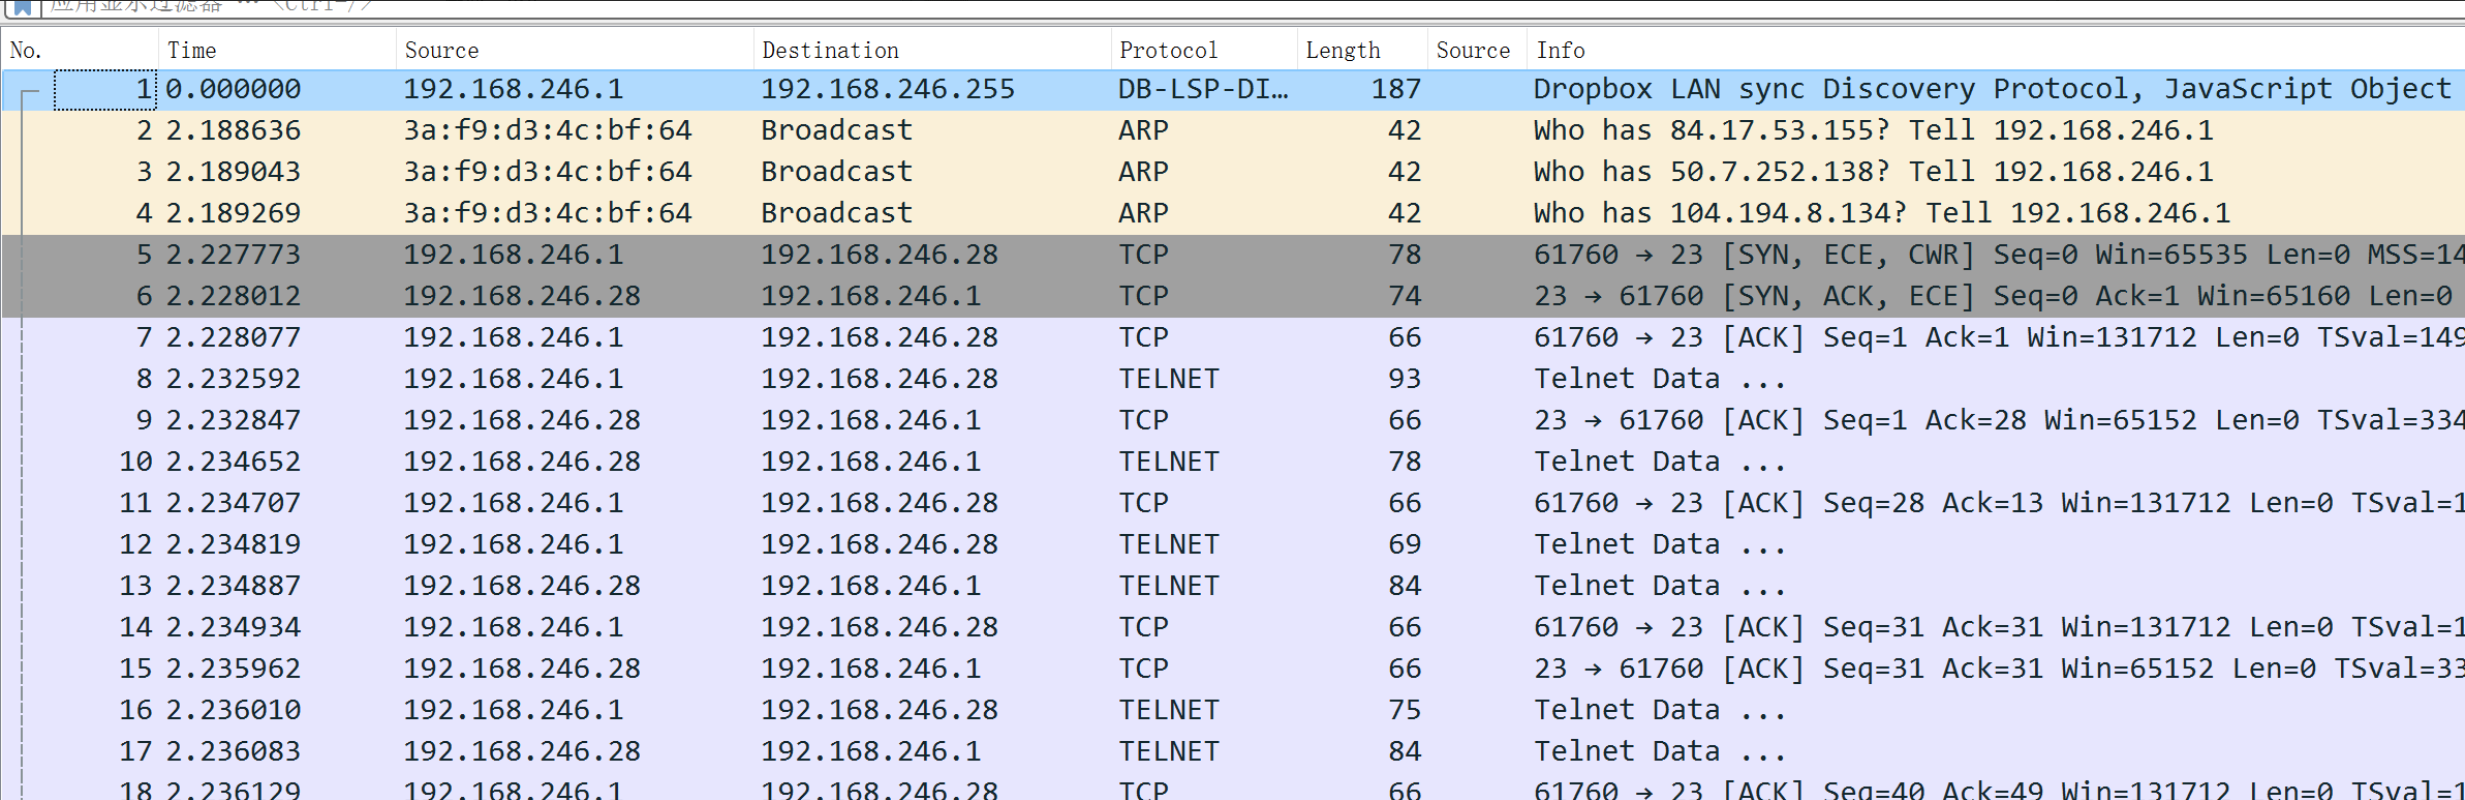 应用显示过滤器 … <Ctrl-/>
No. Time Source Destination Protocol Length Source Info
1 0.000000 192.168.246.1 192.168.246.255 DB-LSP-DI… 187 Dropbox LAN sync Discovery Protocol, JavaScript Object
2 2.188636 3a:f9:d3:4c:bf:64 Broadcast ARP 42 Who has 84.17.53.155? Tell 192.168.246.1
3 2.189043 3a:f9:d3:4c:bf:64 Broadcast ARP 42 Who has 50.7.252.138? Tell 192.168.246.1
4 2.189269 3a:f9:d3:4c:bf:64 Broadcast ARP 42 Who has 104.194.8.134? Tell 192.168.246.1
5 2.227773 192.168.246.1 192.168.246.28 TCP 78 61760 → 23 [SYN, ECE, CWR] Seq=0 Win=65535 Len=0 MSS=14
6 2.228012 192.168.246.28 192.168.246.1 TCP 74 23 → 61760 [SYN, ACK, ECE] Seq=0 Ack=1 Win=65160 Len=0
7 2.228077 192.168.246.1 192.168.246.28 TCP 66 61760 → 23 [ACK] Seq=1 Ack=1 Win=131712 Len=0 TSval=149
8 2.232592 192.168.246.1 192.168.246.28 TELNET 93 Telnet Data ...
9 2.232847 192.168.246.28 192.168.246.1 TCP 66 23 → 61760 [ACK] Seq=1 Ack=28 Win=65152 Len=0 TSval=334
10 2.234652 192.168.246.28 192.168.246.1 TELNET 78 Telnet Data ...
11 2.234707 192.168.246.1 192.168.246.28 TCP 66 61760 → 23 [ACK] Seq=28 Ack=13 Win=131712 Len=0 TSval=1
12 2.234819 192.168.246.1 192.168.246.28 TELNET 69 Telnet Data ...
13 2.234887 192.168.246.28 192.168.246.1 TELNET 84 Telnet Data ...
14 2.234934 192.168.246.1 192.168.246.28 TCP 66 61760 → 23 [ACK] Seq=31 Ack=31 Win=131712 Len=0 TSval=1
15 2.235962 192.168.246.28 192.168.246.1 TCP 66 23 → 61760 [ACK] Seq=31 Ack=31 Win=65152 Len=0 TSval=33
16 2.236010 192.168.246.1 192.168.246.28 TELNET 75 Telnet Data ...
17 2.236083 192.168.246.28 192.168.246.1 TELNET 84 Telnet Data ...
18 2.236129 192.168.246.1 192.168.246.28 TCP 66 61760 → 23 [ACK] Seq=40 Ack=49 Win=131712 Len=0 TSval=1